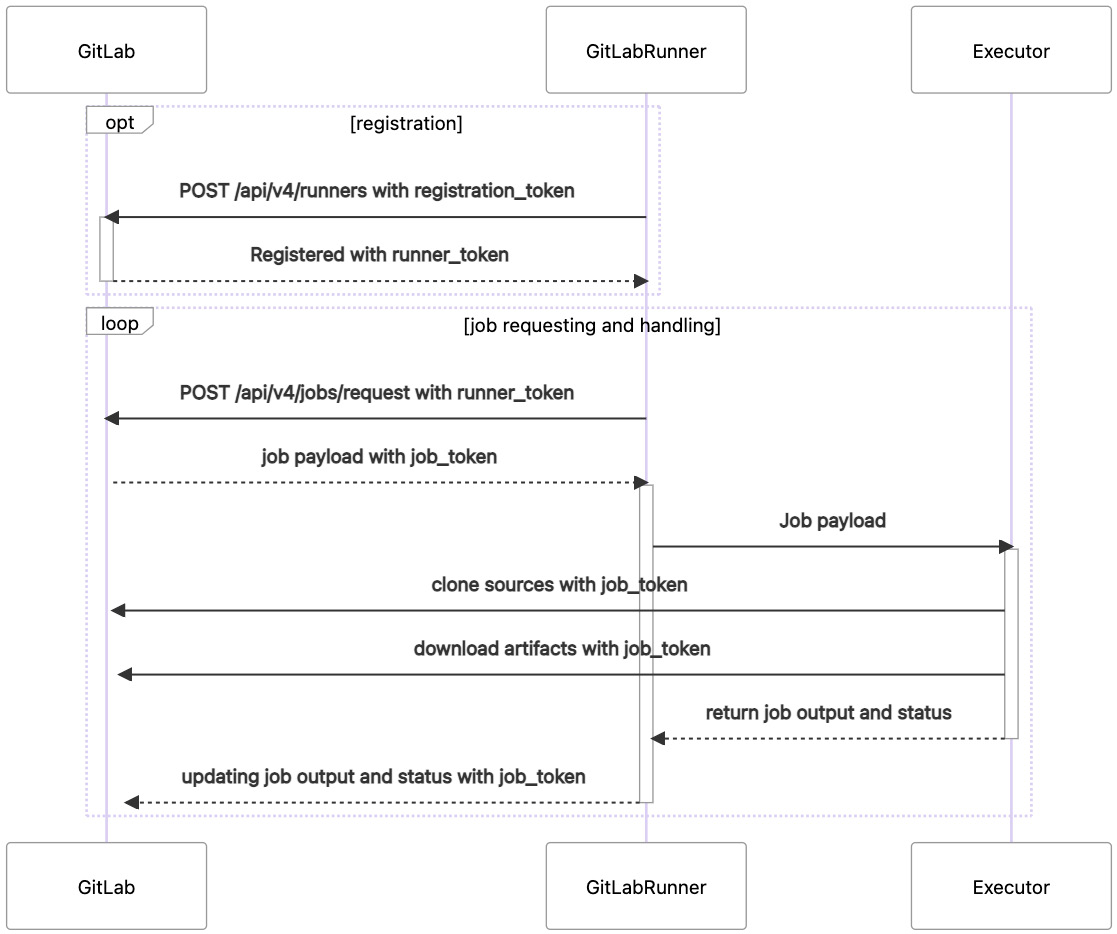 GitLab
GitLabRunner
Executor
opt
[registration]
POST /api/v4/runners with registration_token
Registered with runner_token
loop
[job requesting and handling]
POST /api/v4/jobs/request with runner_token
job payload with job_token
Job payload
clone sources with job_token
download artifacts with job_token
return job output and status
updating job output and status with job_token
GitLab
GitLabRunner
Executor